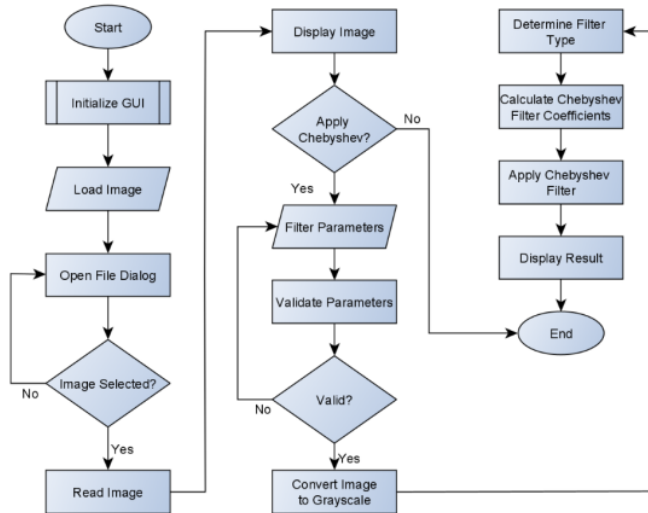 Start
Initialize GUI
Load Image
Open File Dialog
Image Selected?
No
Yes
Read Image
Display Image
Apply
Chebyshev?
No
Yes
Filter Parameters
Validate Parameters
Valid?
No
Yes
Convert Image
to Grayscale
Determine Filter
Type
Calculate Chebyshev
Filter Coefficients
Apply Chebyshev
Filter
Display Result
End